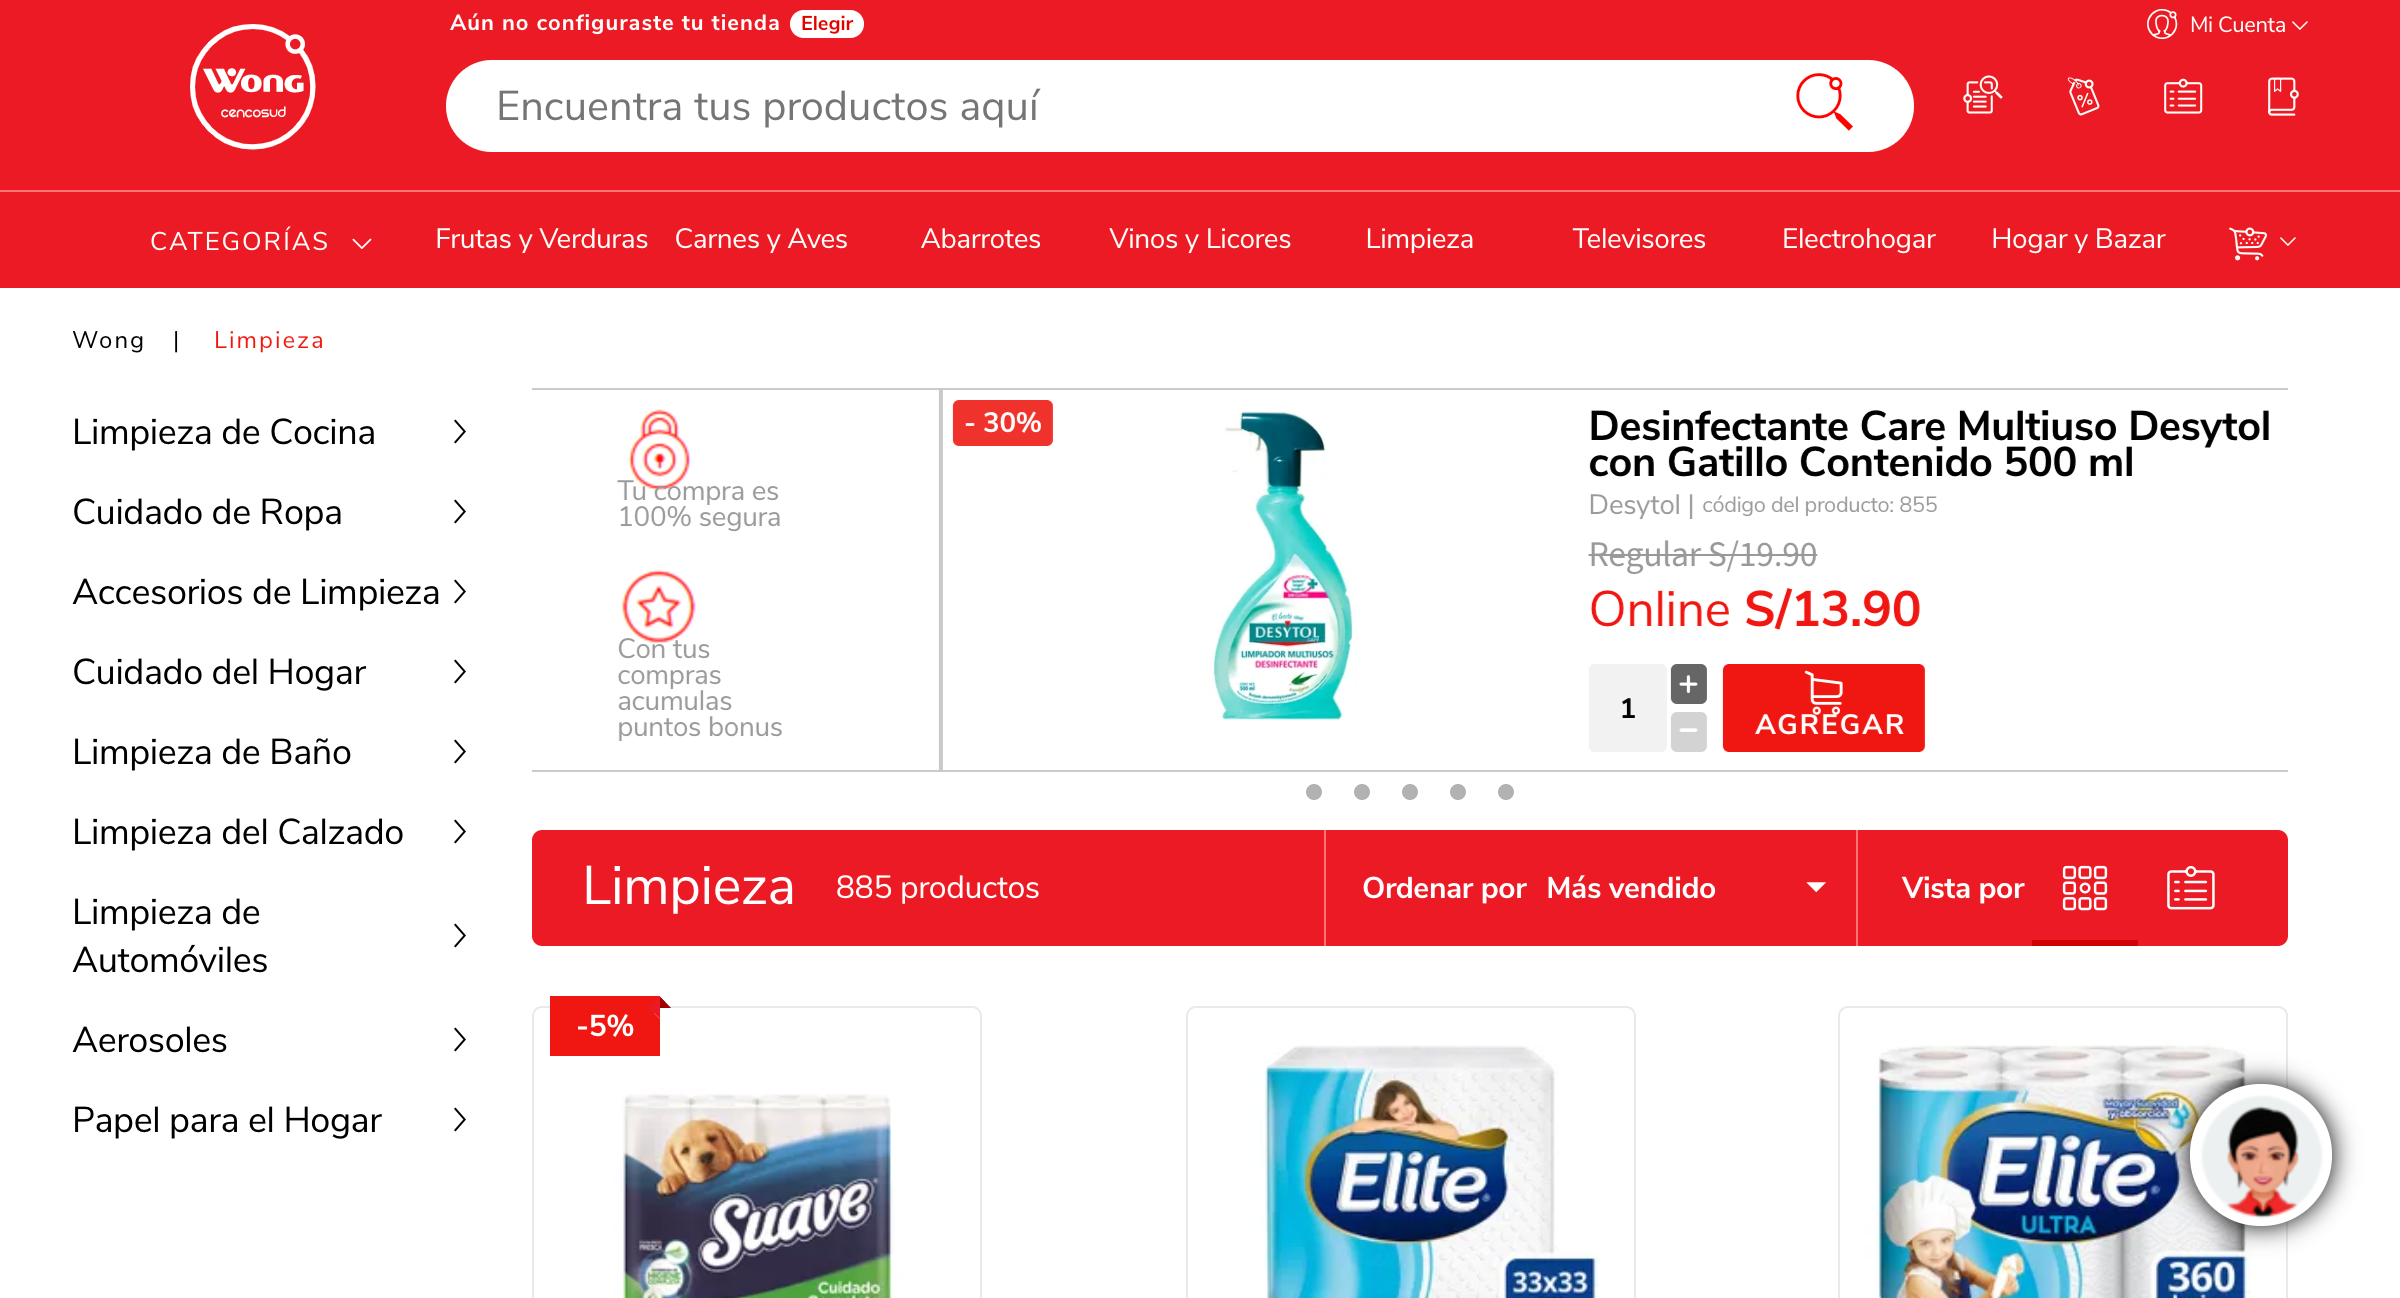 Aún no configuraste tu tienda Elegir
Mi Cuenta
Wong
cencosud
Encuentra tus productos aquí
CATEGORÍAS
Frutas y Verduras
Carnes y Aves
Abarrotes
Vinos y Licores
Limpieza
Televisores
Electrohogar
Hogar y Bazar
Wong | Limpieza
Limpieza de Cocina
Cuidado de Ropa
Accesorios de Limpieza
Cuidado del Hogar
Limpieza de Baño
Limpieza del Calzado
Limpieza de
Automóviles
Aerosoles
Papel para el Hogar
Tu compra es
100% segura
Con tus
compras
acumulas
puntos bonus
- 30%
DESYTOL
LIMPIADOR MULTIUSOS
DESINFECTANTE
Desinfectante Care Multiuso Desytol
con Gatillo Contenido 500 ml
Desytol | código del producto: 855
Regular S/19.90
Online S/13.90
1
+
−
AGREGAR
Limpieza 885 productos
Ordenar por Más vendido
Vista por
-5%
Suave
Cuidado
Elite
33x33
Mayor Suavidad
y absorción
Elite
ULTRA
360